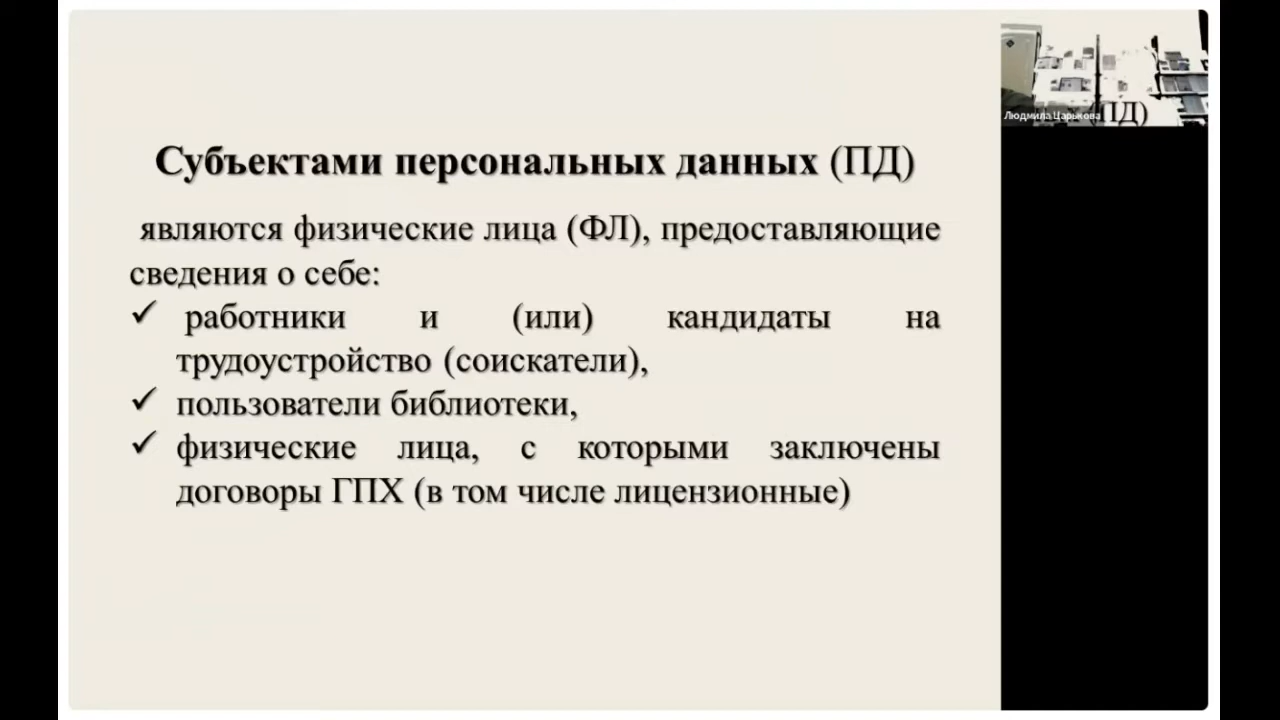 Субъектами персональных данных (ПД)
являются физические лица (ФЛ), предоставляющие
сведения о себе:
✓ работники и (или) кандидаты на
трудоустройство (соискатели),
✓ пользователи библиотеки,
✓ физические лица, с которыми заключены
договоры ГПХ (в том числе лицензионные)
Людмила Царькова
ПД)